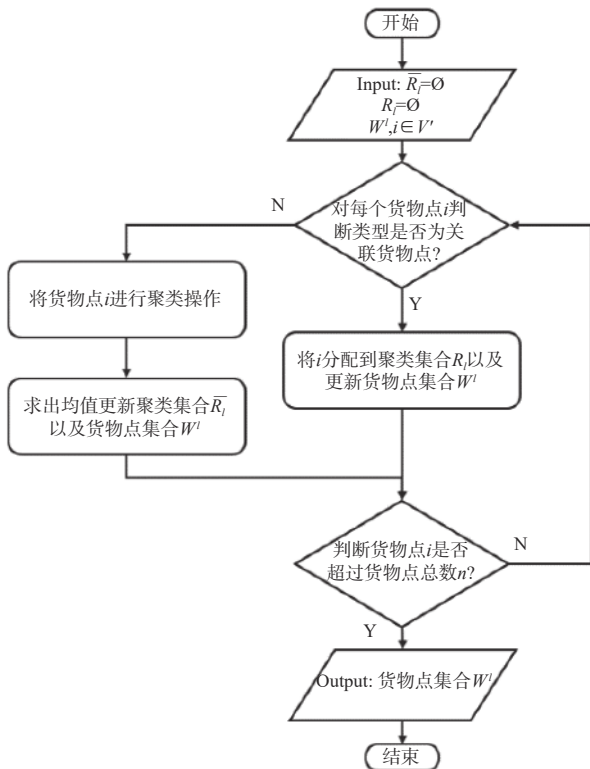 开始
Input: R̅ₗ=Ø
Rₗ=Ø
Wˡ,i∈V′
N
对每个货物点i判
断类型是否为关
联货物点?
Y
将货物点i进行聚类操作
将i分配到聚类集合Rₗ以及
更新货物点集合Wˡ
求出均值更新聚类集合R̅ₗ
以及货物点集合Wˡ
判断货物点i是否
超过货物点总数n?
N
Y
Output: 货物点集合Wˡ
结束